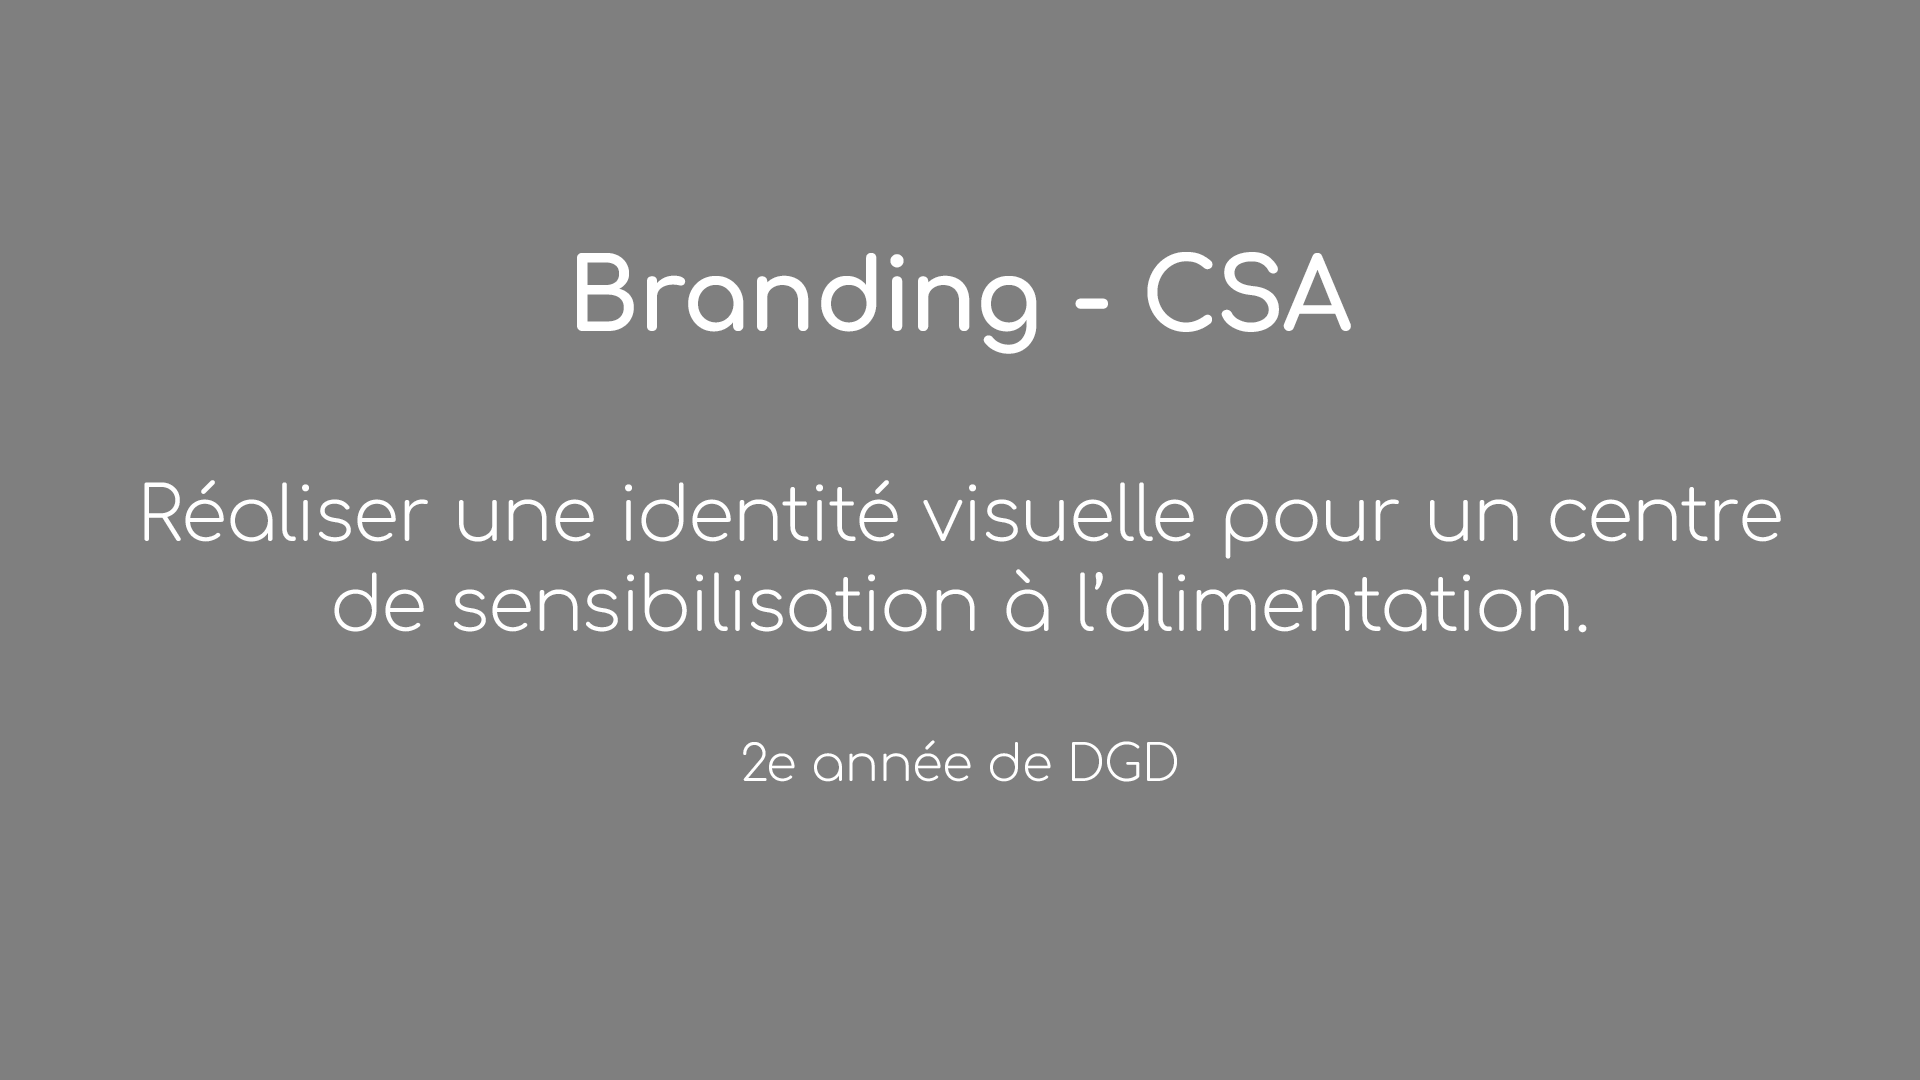 Branding - CSA
Réaliser une identité visuelle pour un centre
de sensibilisation à l’alimentation.
2e année de DGD